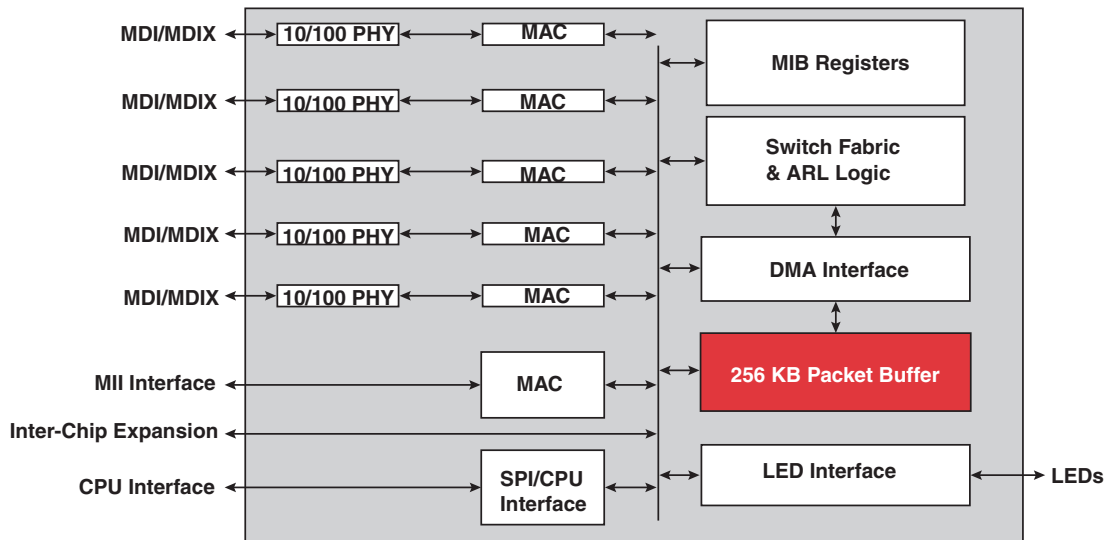 MDI/MDIX
10/100 PHY
MAC
MIB Registers
MDI/MDIX
10/100 PHY
MAC
MDI/MDIX
10/100 PHY
MAC
Switch Fabric
& ARL Logic
MDI/MDIX
10/100 PHY
MAC
DMA Interface
MDI/MDIX
10/100 PHY
MAC
MII Interface
MAC
256 KB Packet Buffer
Inter-Chip Expansion
CPU Interface
SPI/CPU
Interface
LED Interface
LEDs